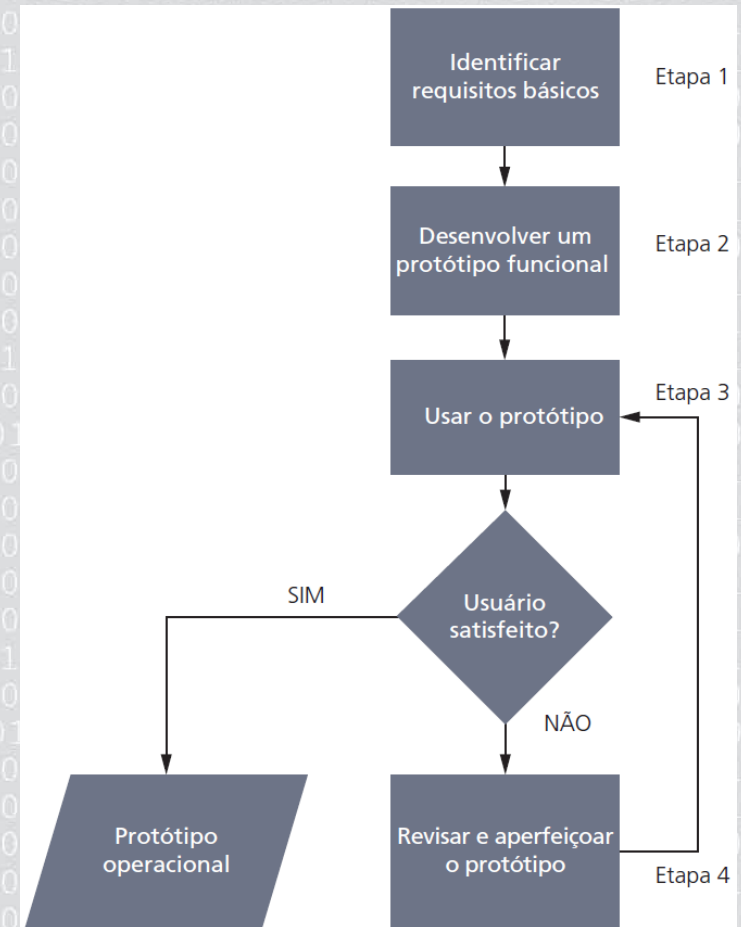 Identificar
requisitos básicos
Etapa 1
Desenvolver um
protótipo funcional
Etapa 2
Usar o protótipo
Etapa 3
Usuário
satisfeito?
SIM
NÃO
Protótipo
operacional
Revisar e aperfeiçoar
o protótipo
Etapa 4